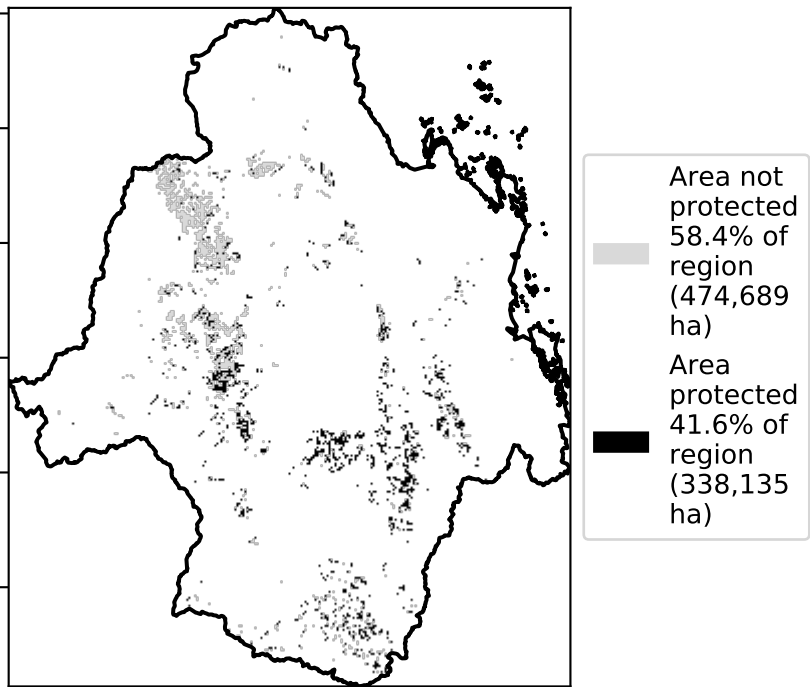 Area not
protected
58.4% of
region
(474,689
ha)
Area
protected
41.6% of
region
(338,135
ha)